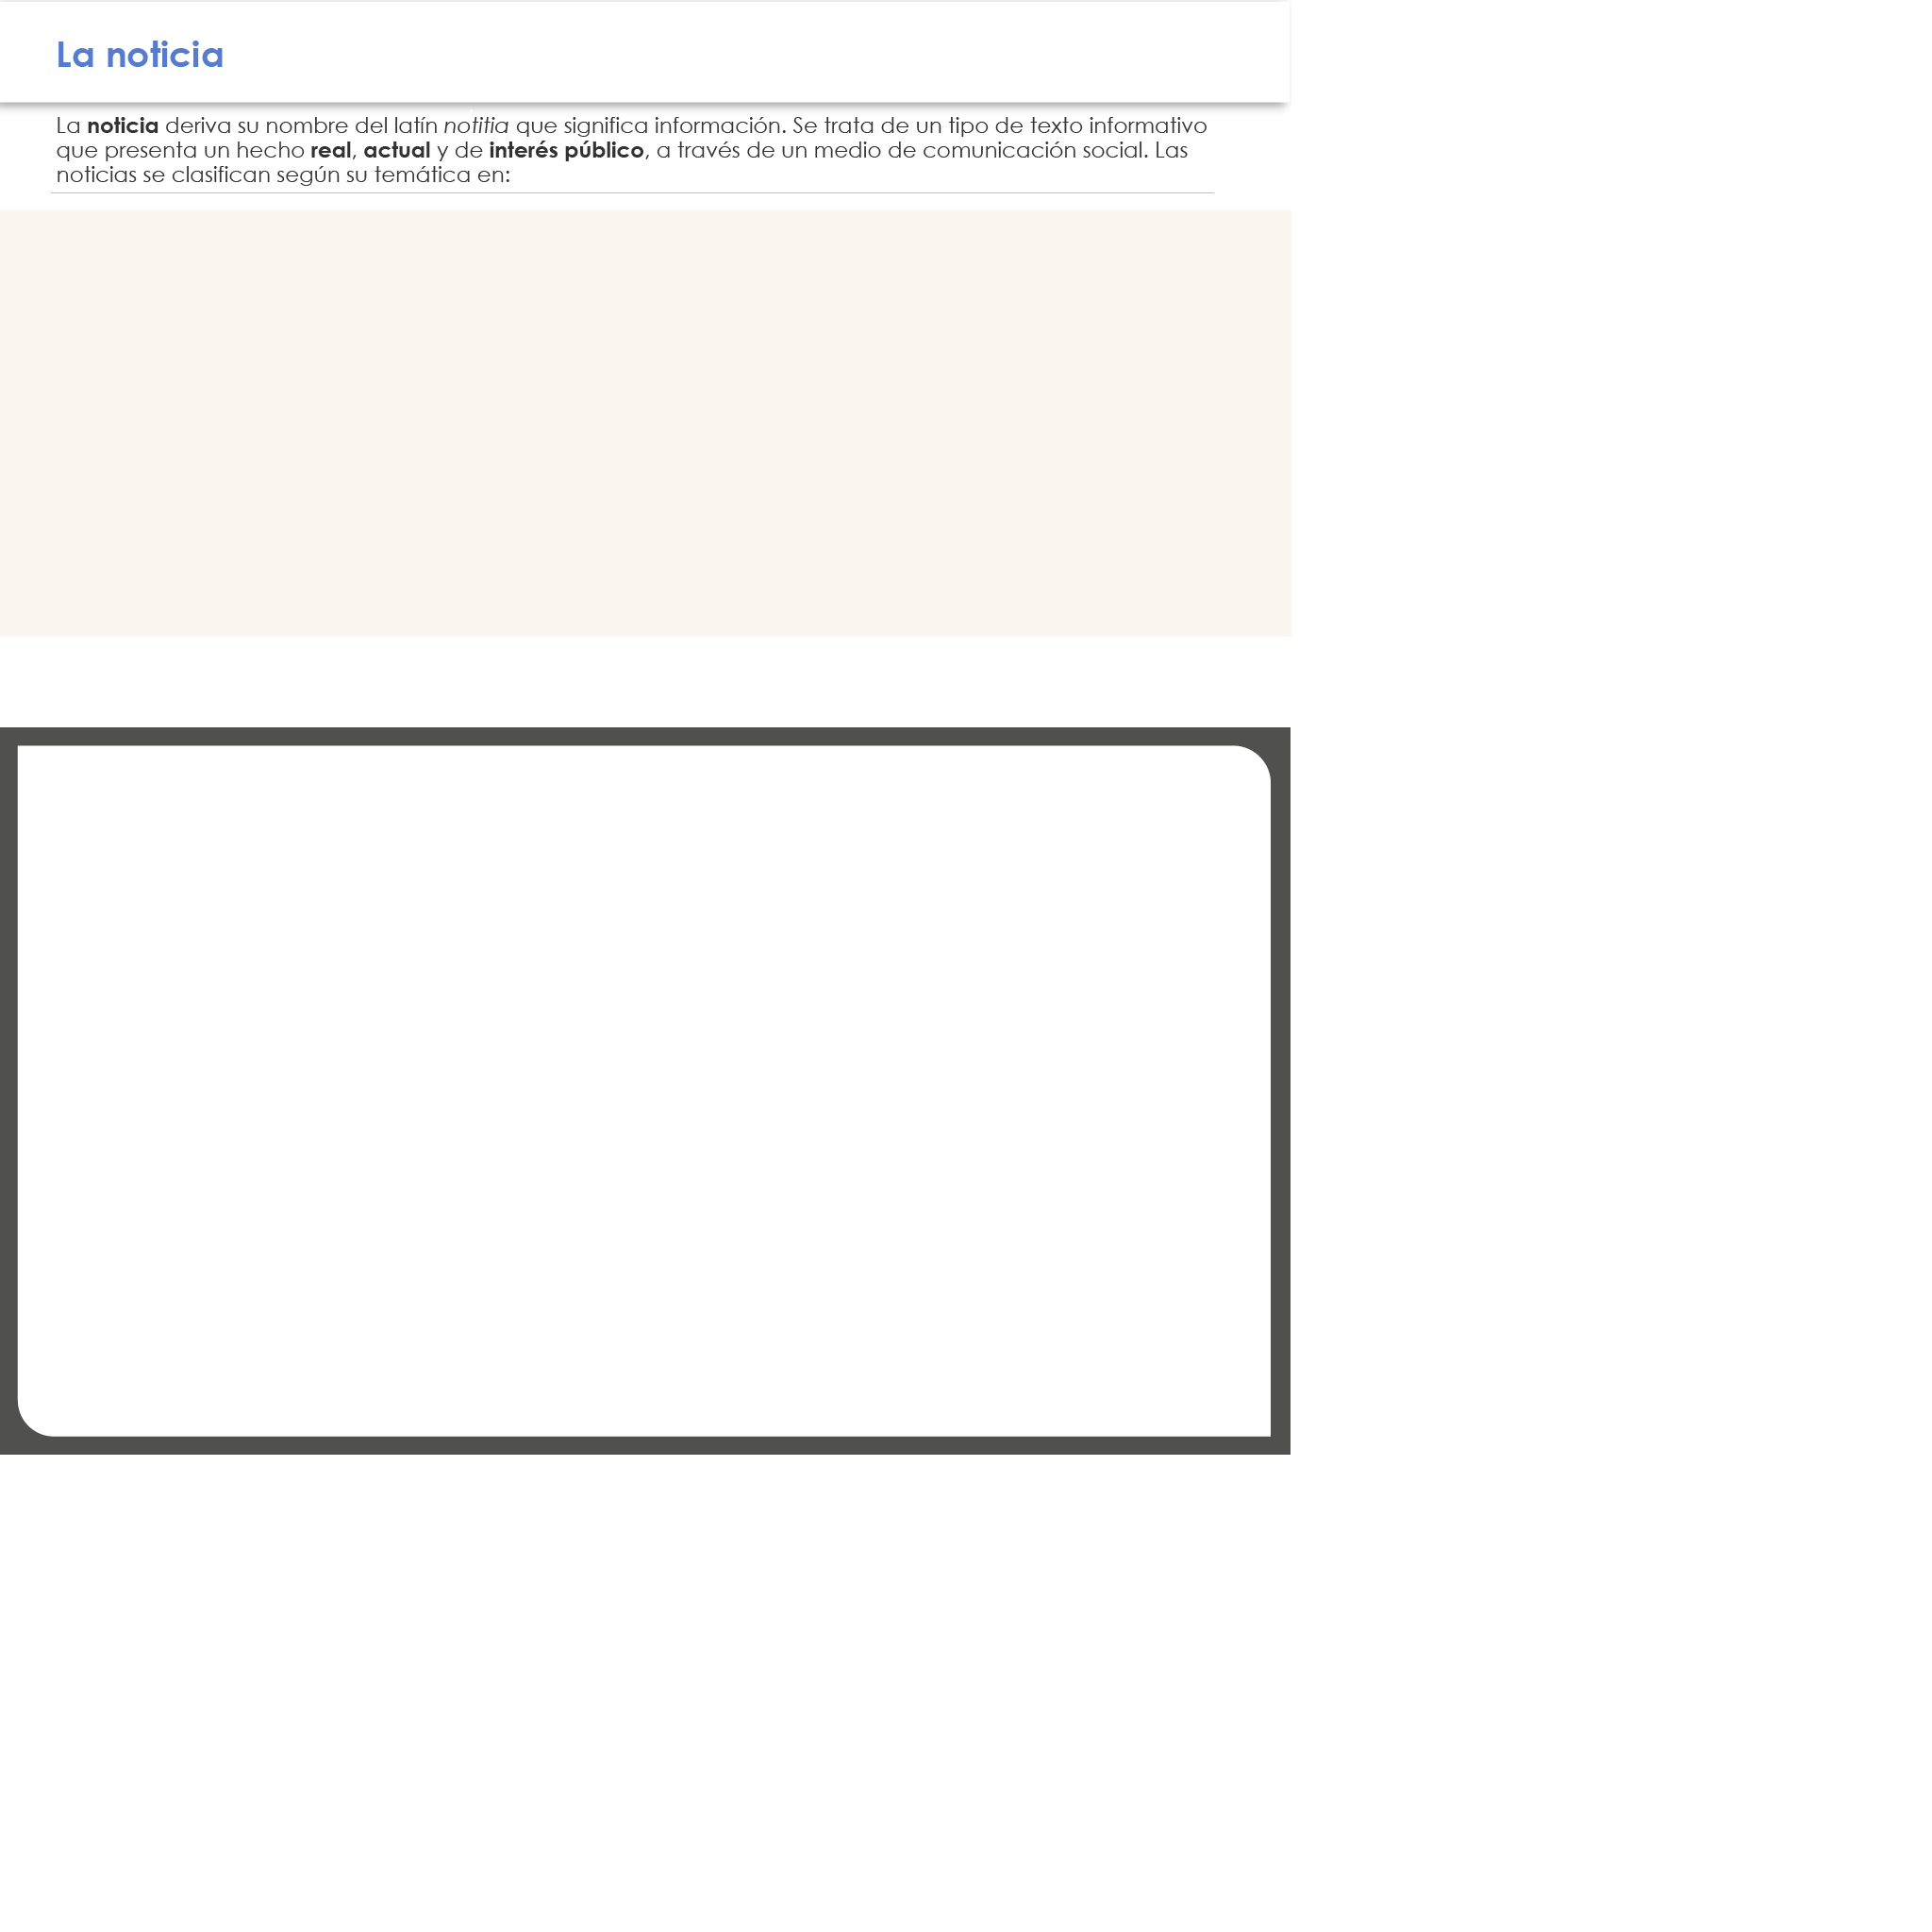 La noticia
La noticia deriva su nombre del latín notitia que significa información. Se trata de un tipo de texto informativo
que presenta un hecho real, actual y de interés público, a través de un medio de comunicación social. Las
noticias se clasifican según su temática en: